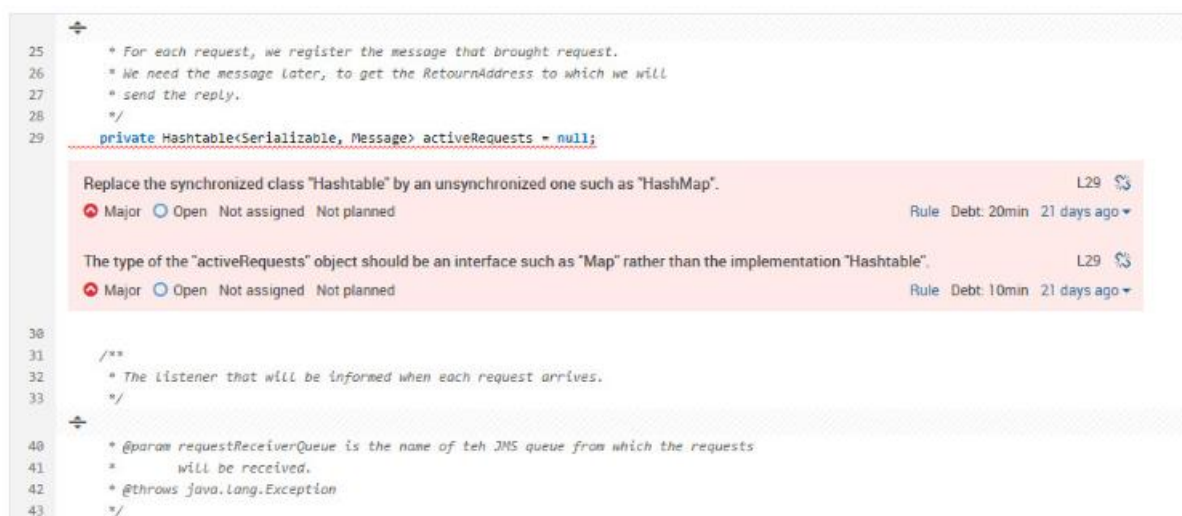 25 * For each request, we register the message that brought request.
26 * We need the message later, to get the RetournAddress to which we will
27 * send the reply.
28 */
29 private Hashtable<Serializable, Message> activeRequests = null;
Replace the synchronized class "Hashtable" by an unsynchronized one such as "HashMap". L29
Major Open Not assigned Not planned Rule Debt: 20min 21 days ago
The type of the "activeRequests" object should be an interface such as "Map" rather than the implementation "Hashtable". L29
Major Open Not assigned Not planned Rule Debt: 10min 21 days ago
30
31 /**
32 * The listener that will be informed when each request arrives.
33 */
40 * @param requestReceiverQueue is the name of teh JMS queue from which the requests
41 * will be received.
42 * @throws java.lang.Exception
43 */